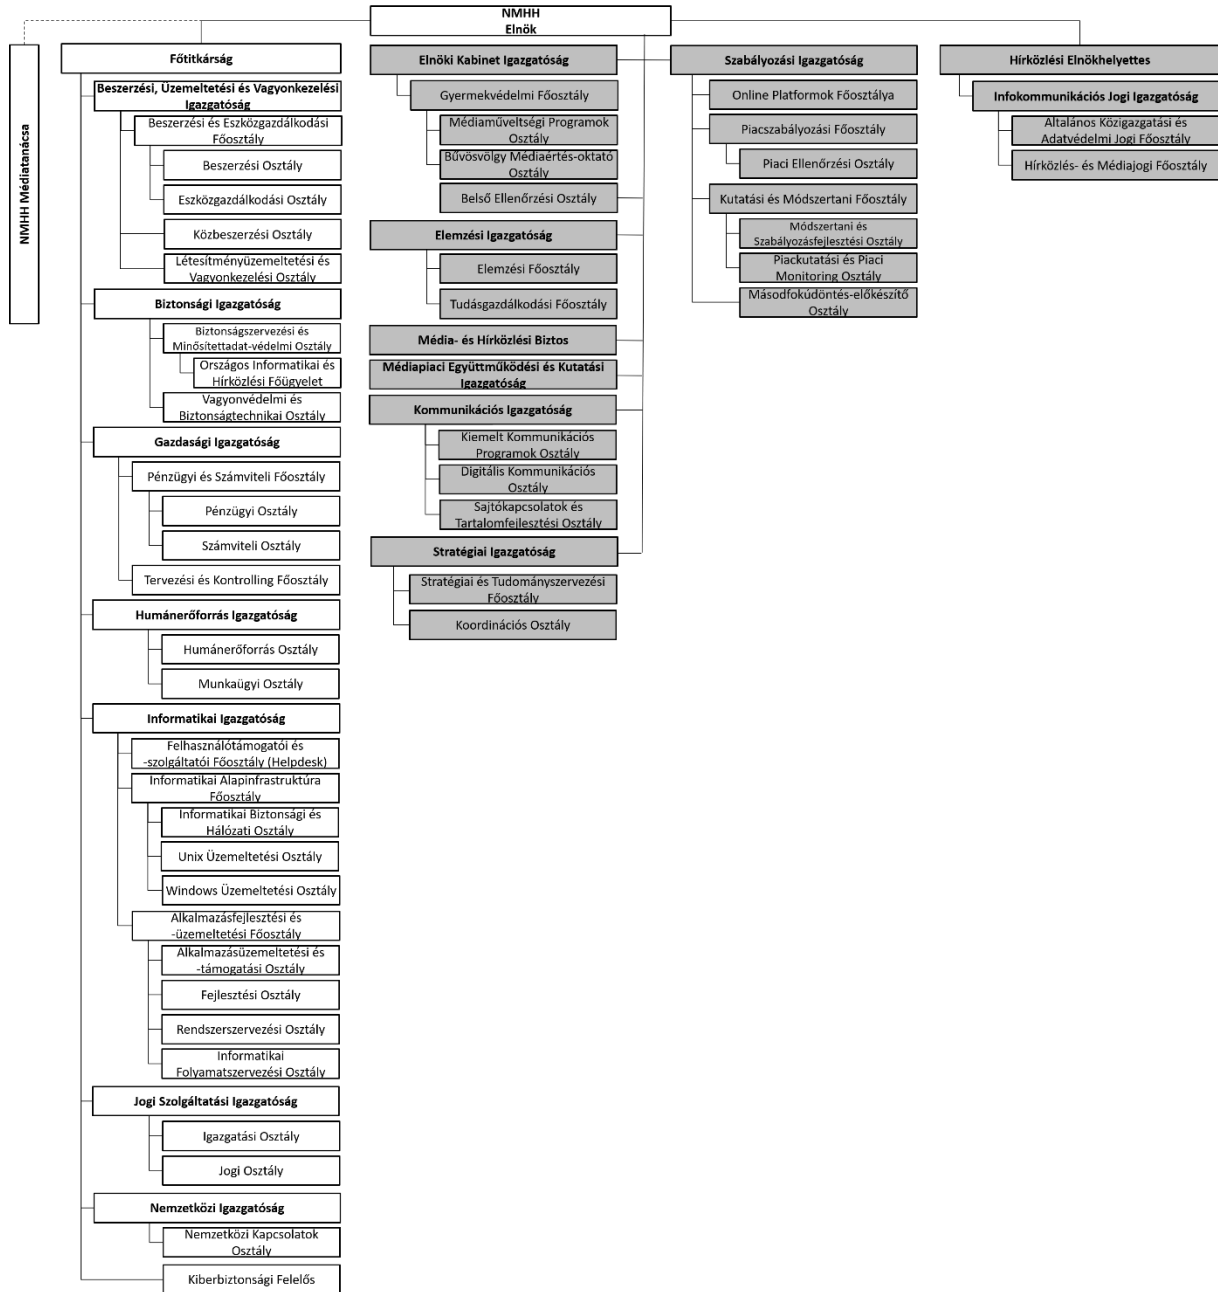 NMHH
Elnök
NMHH Médiatanácsa
Főtitkárság
Beszerzési, Üzemeltetési és Vagyonkezelési
Igazgatóság
Beszerzési és Eszközgazdálkodási
Főosztály
Beszerzési Osztály
Eszközgazdálkodási Osztály
Közbeszerzési Osztály
Létesítményüzemeltetési és
Vagyonkezelési Osztály
Biztonsági Igazgatóság
Biztonságszervezési és
Minősítettadat-védelmi Osztály
Országos Informatikai és
Hírközlési Főügyelet
Vagyonvédelmi és
Biztonságtechnikai Osztály
Gazdasági Igazgatóság
Pénzügyi és Számviteli Főosztály
Pénzügyi Osztály
Számviteli Osztály
Tervezési és Kontrolling Főosztály
Humánerőforrás Igazgatóság
Humánerőforrás Osztály
Munkaügyi Osztály
Informatikai Igazgatóság
Felhasználótámogatói és
-szolgáltatói Főosztály (Helpdesk)
Informatikai Alapinfrastruktúra
Főosztály
Informatikai Biztonsági és
Hálózati Osztály
Unix Üzemeltetési Osztály
Windows Üzemeltetési Osztály
Alkalmazásfejlesztési és
-üzemeltetési Főosztály
Alkalmazásüzemeltetési és
-támogatási Osztály
Fejlesztési Osztály
Rendszerszervezési Osztály
Informatikai
Folyamatszervezési Osztály
Jogi Szolgáltatási Igazgatóság
Igazgatási Osztály
Jogi Osztály
Nemzetközi Igazgatóság
Nemzetközi Kapcsolatok
Osztály
Kiberbiztonsági Felelős
Elnöki Kabinet Igazgatóság
Gyermekvédelmi Főosztály
Médiaműveltségi Programok
Osztály
Bűvösvölgy Médiaértés-oktató
Osztály
Belső Ellenőrzési Osztály
Elemzési Igazgatóság
Elemzési Főosztály
Tudásgazdálkodási Főosztály
Média- és Hírközlési Biztos
Médiapiaci Együttműködési és Kutatási
Igazgatóság
Kommunikációs Igazgatóság
Kiemelt Kommunikációs
Programok Osztály
Digitális Kommunikációs
Osztály
Sajtókapcsolatok és
Tartalomfejlesztési Osztály
Stratégiai Igazgatóság
Stratégiai és Tudományszervezési
Főosztály
Koordinációs Osztály
Szabályozási Igazgatóság
Online Platformok Főosztálya
Piacszabályozási Főosztály
Piaci Ellenőrzési Osztály
Kutatási és Módszertani Főosztály
Módszertani és
Szabályozásfejlesztési Osztály
Piackutatási és Piaci
Monitoring Osztály
Másodfokúdöntés-előkészítő
Osztály
Hírközlési Elnökhelyettes
Infokommunikációs Jogi Igazgatóság
Általános Közigazgatási és
Adatvédelmi Jogi Főosztály
Hírközlés- és Médiajogi Főosztály